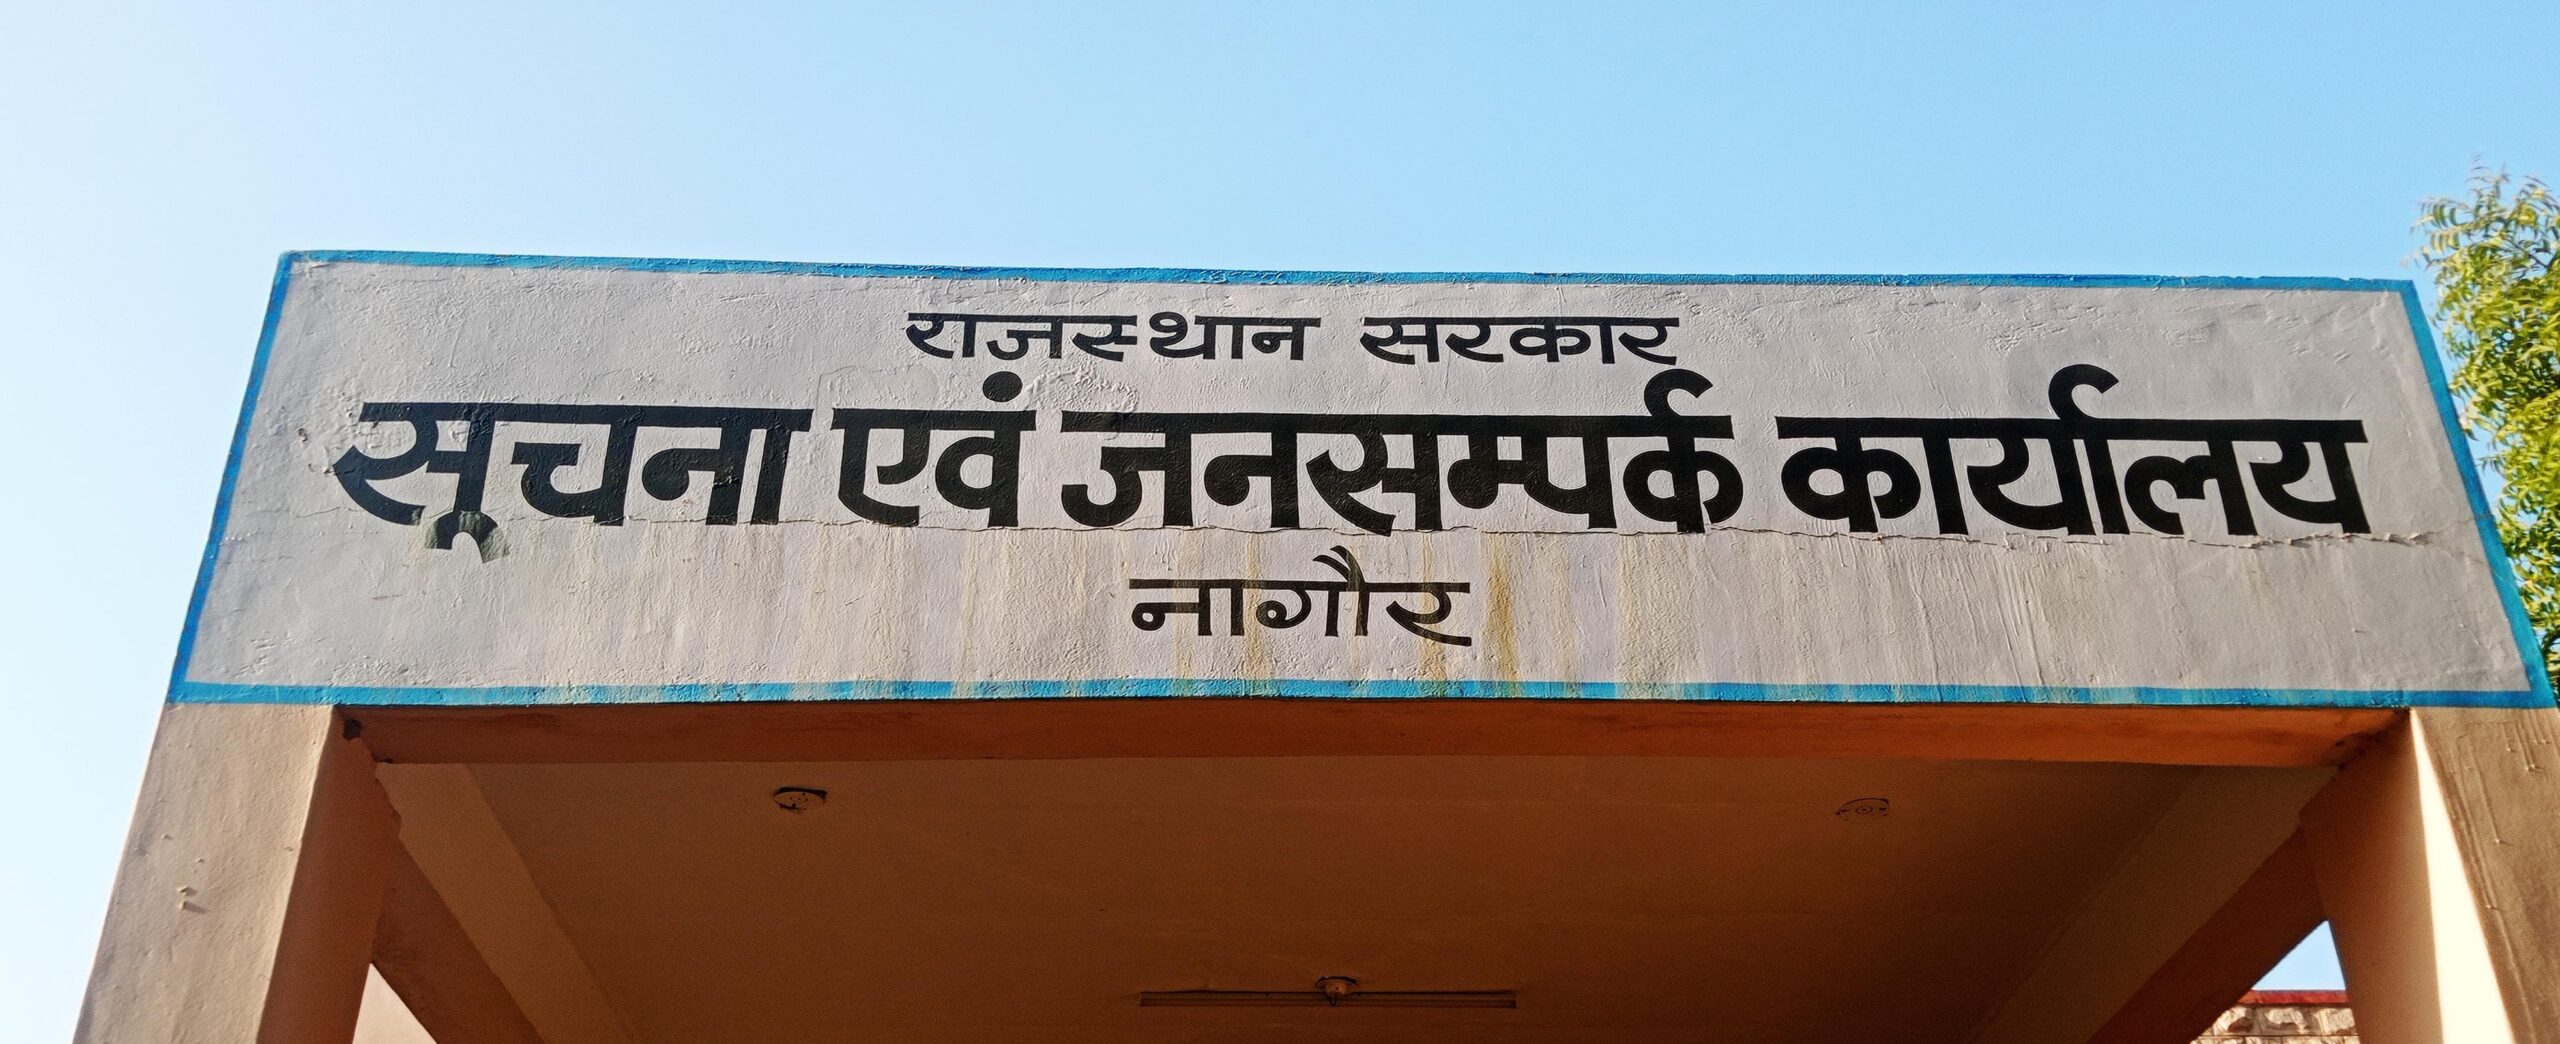 राजस्थान सरकार
सूचना एवं जनसम्पर्क कार्यालय
नागौर